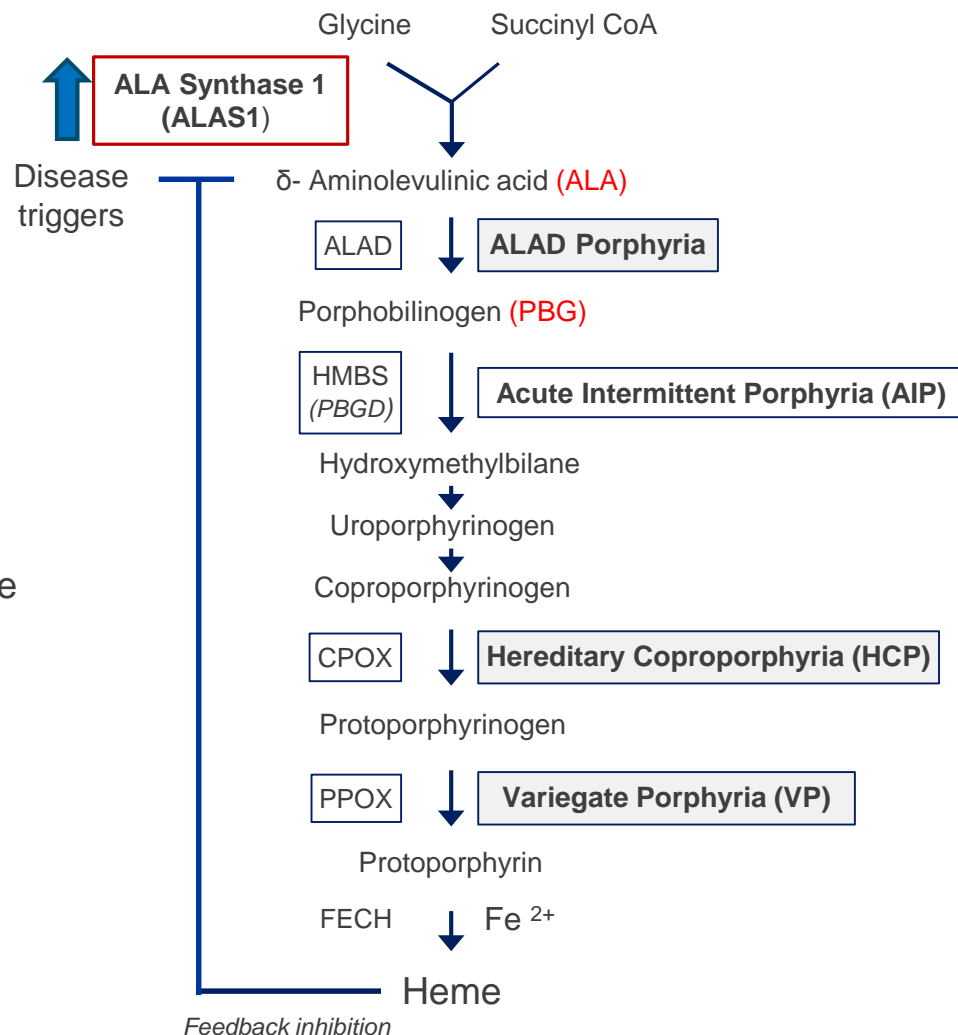 Glycine
Succinyl CoA
ALA Synthase 1
(ALAS1)
Disease
triggers
δ- Aminolevulinic acid (ALA)
ALAD
ALAD Porphyria
Porphobilinogen (PBG)
HMBS
(PBGD)
Acute Intermittent Porphyria (AIP)
Hydroxymethylbilane
Uroporphyrinogen
e
Coproporphyrinogen
CPOX
Hereditary Coproporphyria (HCP)
Protoporphyrinogen
PPOX
Variegate Porphyria (VP)
Protoporphyrin
FECH
Fe 2+
Heme
Feedback inhibition